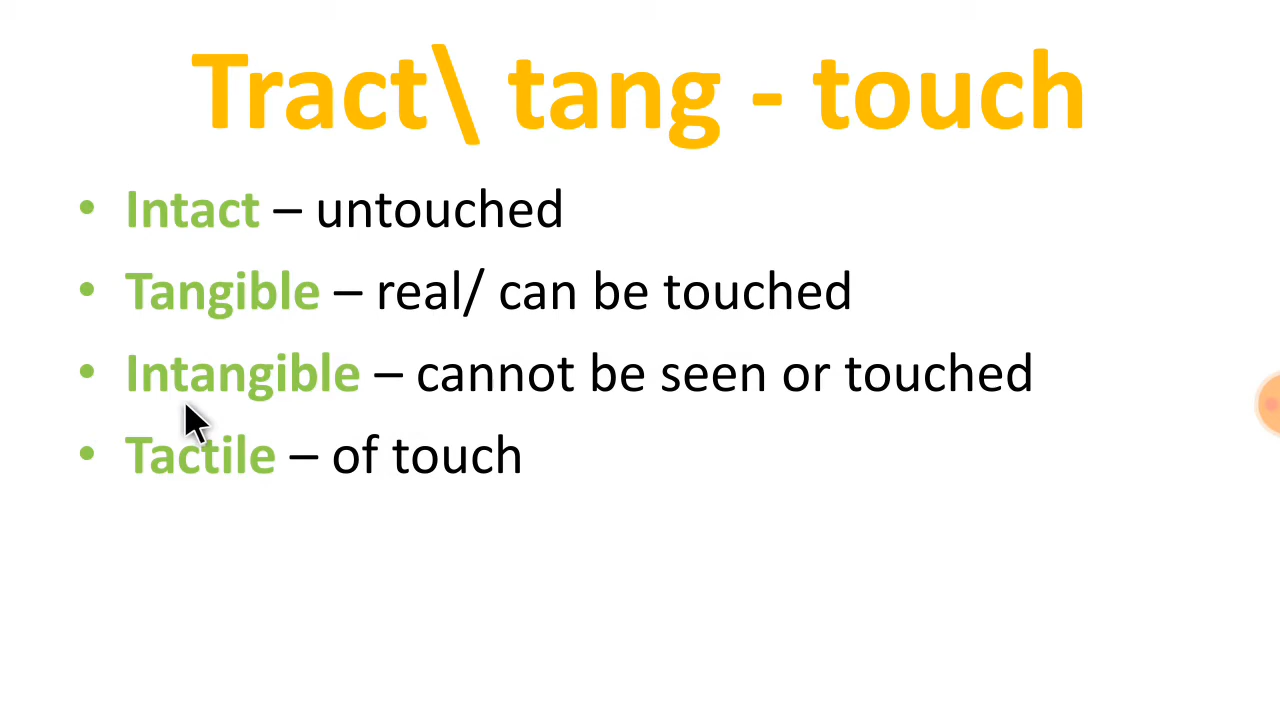 Tract\ tang - touch
• Intact – untouched
• Tangible – real/ can be touched
• Intangible – cannot be seen or touched
• Tactile – of touch